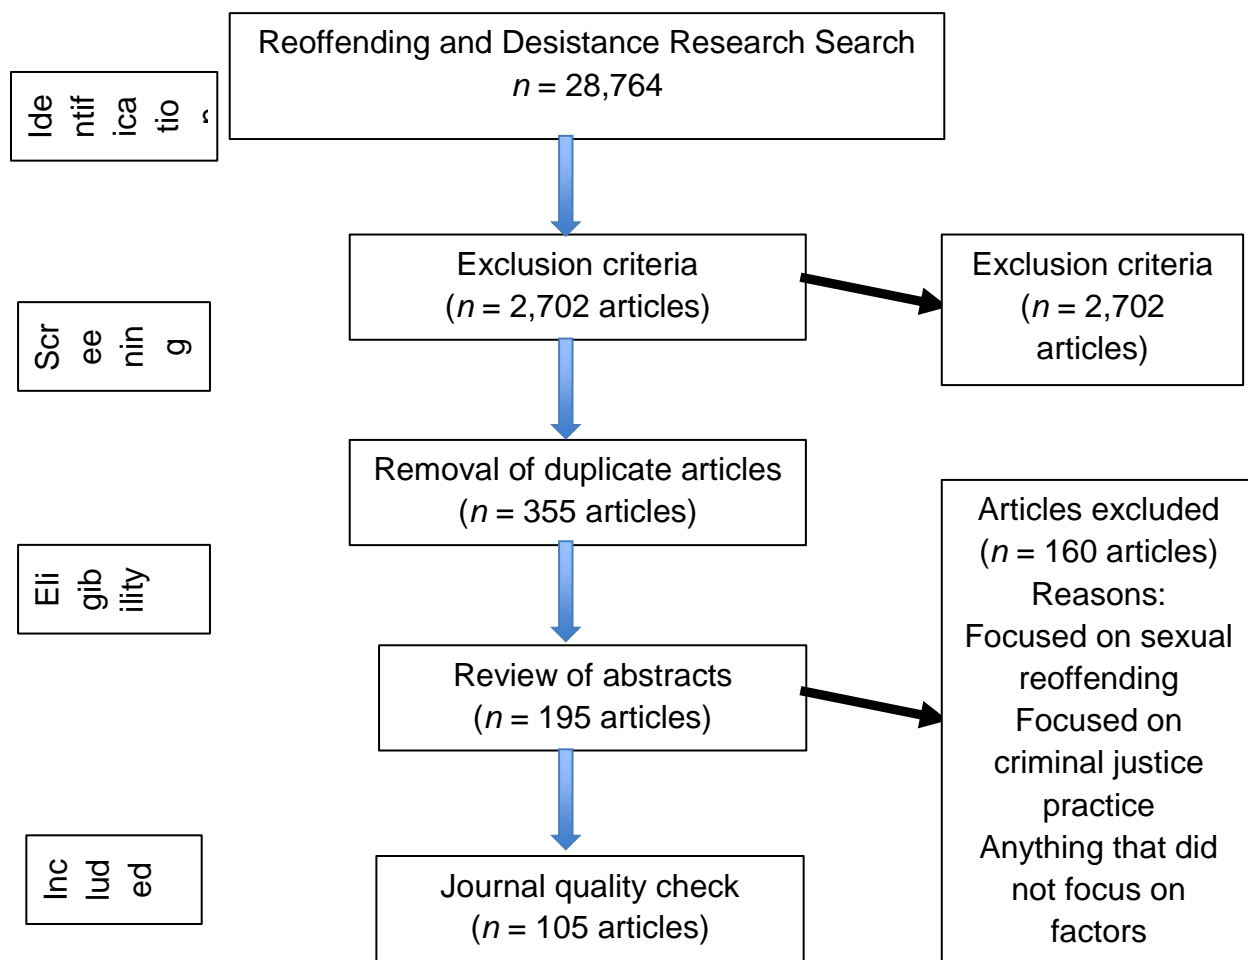 Reoffending and Desistance Research Search
n = 28,764
Ide
ntif
ica
tio
Exclusion criteria
(n = 2,702 articles)
Exclusion criteria
(n = 2,702
articles)
Scr
ee
nin
g
Removal of duplicate articles
(n = 355 articles)
Articles excluded
(n = 160 articles)
Reasons:
Focused on sexual
reoffending
Focused on
criminal justice
practice
Anything that did
not focus on
factors
Eli
gib
ility
Review of abstracts
(n = 195 articles)
Inc
lud
ed
Journal quality check
(n = 105 articles)